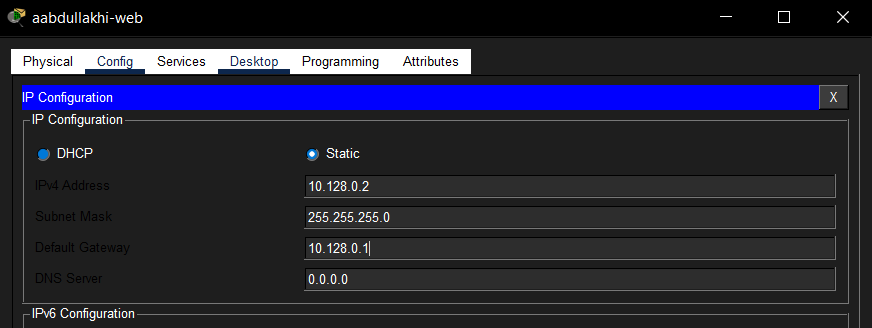 aabdullakhi-web
Physical Config Services Desktop Programming Attributes
IP Configuration X
IP Configuration
DHCP Static
IPv4 Address 10.128.0.2
Subnet Mask 255.255.255.0
Default Gateway 10.128.0.1
DNS Server 0.0.0.0
IPv6 Configuration